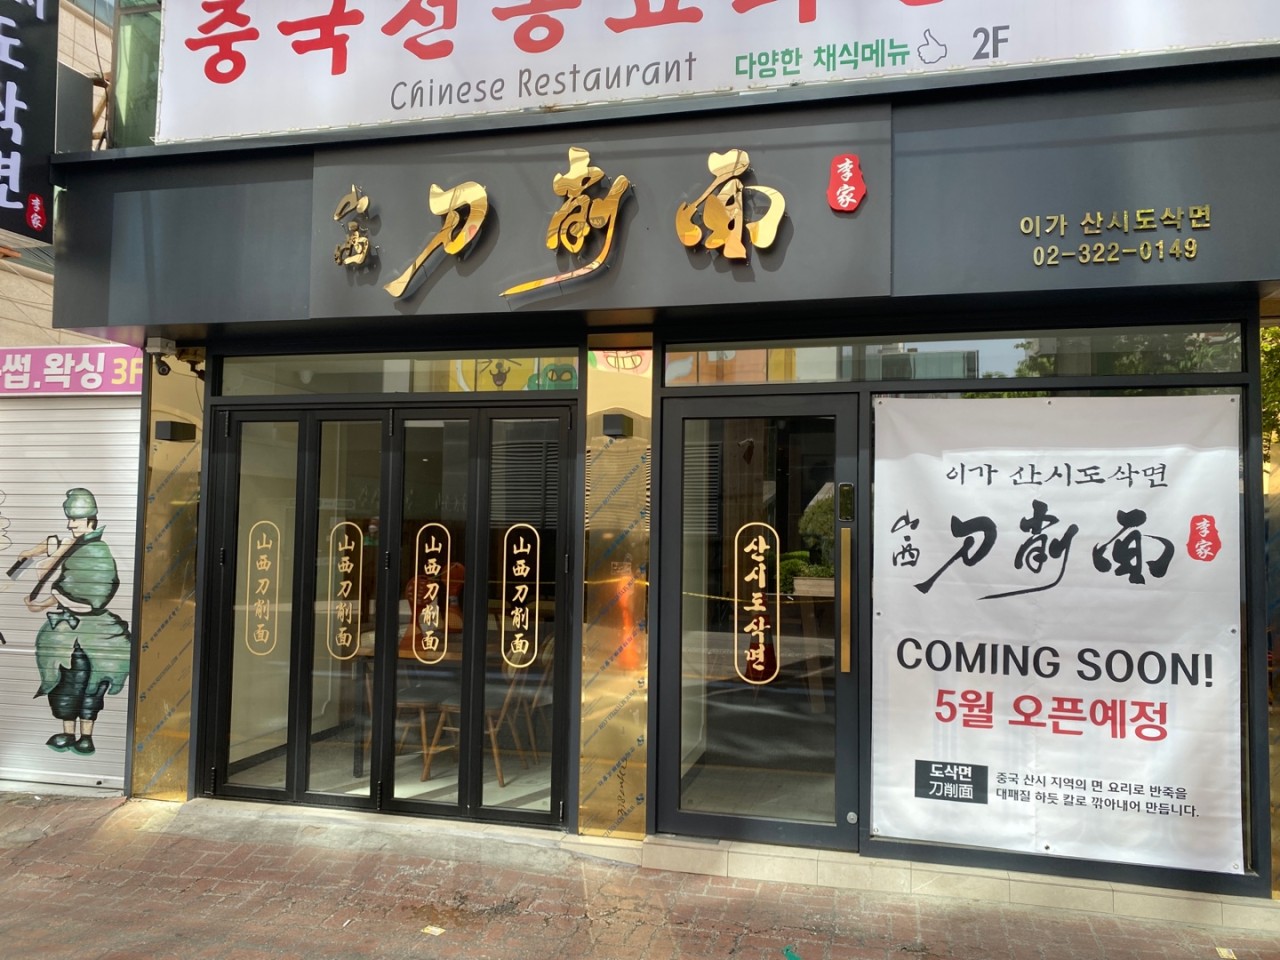 중국전통요리
Chinese Restaurant
다양한 채식메뉴
2F
도삭면
李家
山西
刀削面
李家
이가 산시도삭면
02-322-0149
썹.왁싱 3F
山西刀削面
山西刀削面
山西刀削面
山西刀削面
산시도삭면
이가 산시도삭면
山西
刀削面
李家
COMING SOON!
5월 오픈예정
도삭면
刀削面
중국 산시 지역의 면 요리로 반죽을
대패질 하듯 칼로 깎아내어 만듭니다.